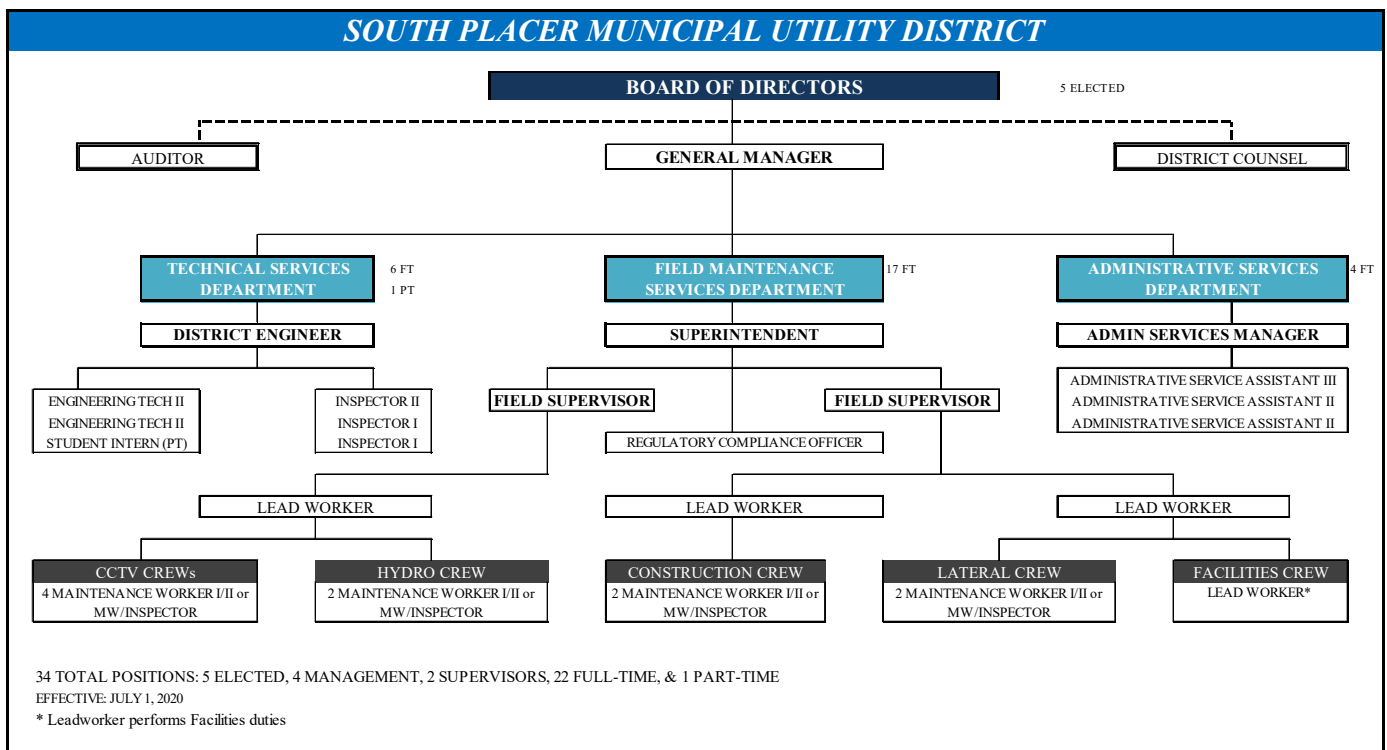 SOUTH PLACER MUNICIPAL UTILITY DISTRICT
BOARD OF DIRECTORS
5 ELECTED
AUDITOR
GENERAL MANAGER
DISTRICT COUNSEL
TECHNICAL SERVICES
DEPARTMENT
6 FT
1 PT
FIELD MAINTENANCE
SERVICES DEPARTMENT
17 FT
ADMINISTRATIVE SERVICES
DEPARTMENT
4 FT
DISTRICT ENGINEER
SUPERINTENDENT
ADMIN SERVICES MANAGER
ENGINEERING TECH II
ENGINEERING TECH II
STUDENT INTERN (PT)
INSPECTOR II
INSPECTOR I
INSPECTOR I
FIELD SUPERVISOR
FIELD SUPERVISOR
REGULATORY COMPLIANCE OFFICER
ADMINISTRATIVE SERVICE ASSISTANT III
ADMINISTRATIVE SERVICE ASSISTANT II
ADMINISTRATIVE SERVICE ASSISTANT II
LEAD WORKER
LEAD WORKER
LEAD WORKER
CCTV CREWs
4 MAINTENANCE WORKER I/II or
MW/INSPECTOR
HYDRO CREW
2 MAINTENANCE WORKER I/II or
MW/INSPECTOR
CONSTRUCTION CREW
2 MAINTENANCE WORKER I/II or
MW/INSPECTOR
LATERAL CREW
2 MAINTENANCE WORKER I/II or
MW/INSPECTOR
FACILITIES CREW
LEAD WORKER*
34 TOTAL POSITIONS: 5 ELECTED, 4 MANAGEMENT, 2 SUPERVISORS, 22 FULL-TIME, & 1 PART-TIME
EFFECTIVE: JULY 1, 2020
* Leadworker performs Facilities duties